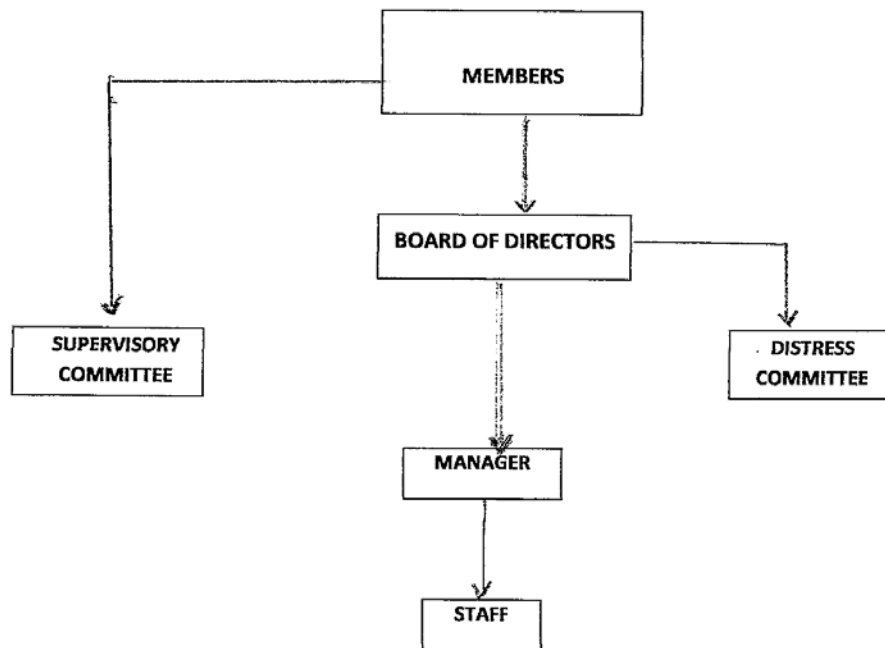 MEMBERS
BOARD OF DIRECTORS
SUPERVISORY
COMMITTEE
DISTRESS
COMMITTEE
MANAGER
STAFF